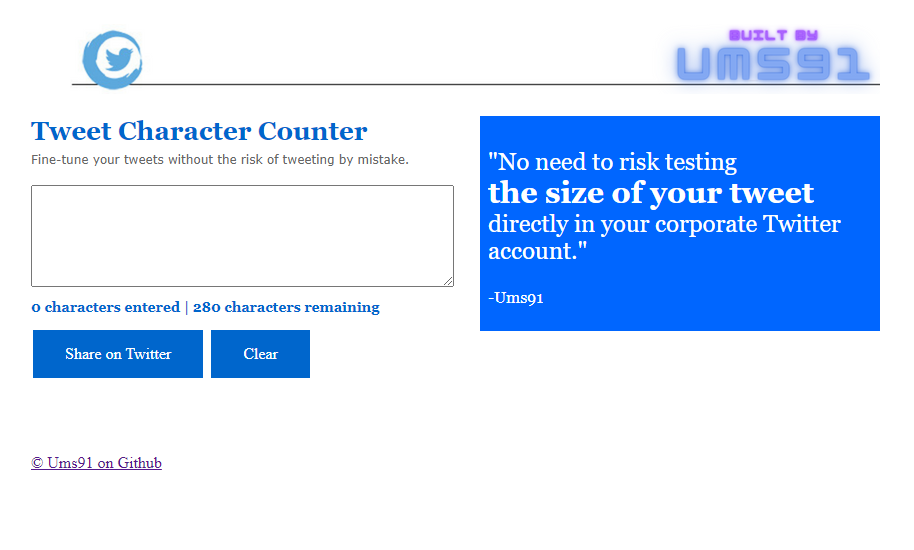 BUILT BY
UMS91
Tweet Character Counter
Fine-tune your tweets without the risk of tweeting by mistake.
0 characters entered | 280 characters remaining
Share on Twitter
Clear
"No need to risk testing
the size of your tweet
directly in your corporate Twitter
account."
-Ums91
© Ums91 on Github